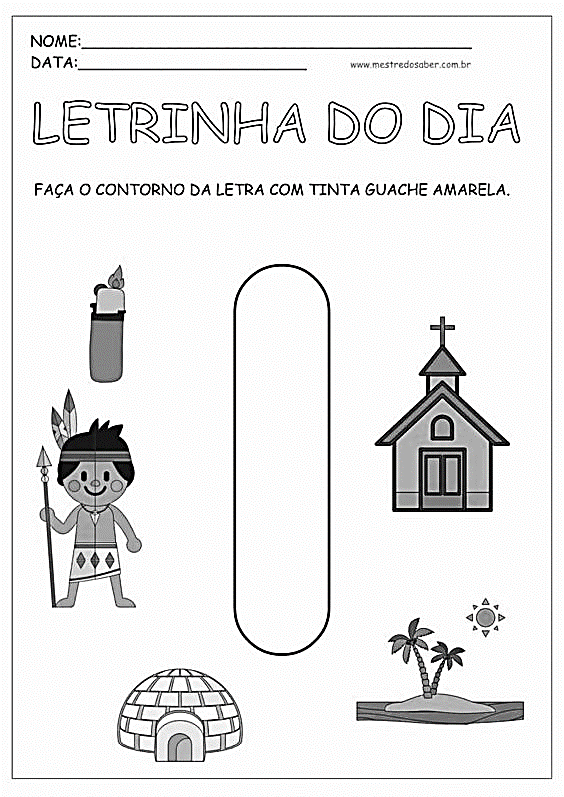 NOME:
DATA:
www.mestredosaber.com.br
LETRINHA DO DIA
FAÇA O CONTORNO DA LETRA COM TINTA GUACHE AMARELA.
I